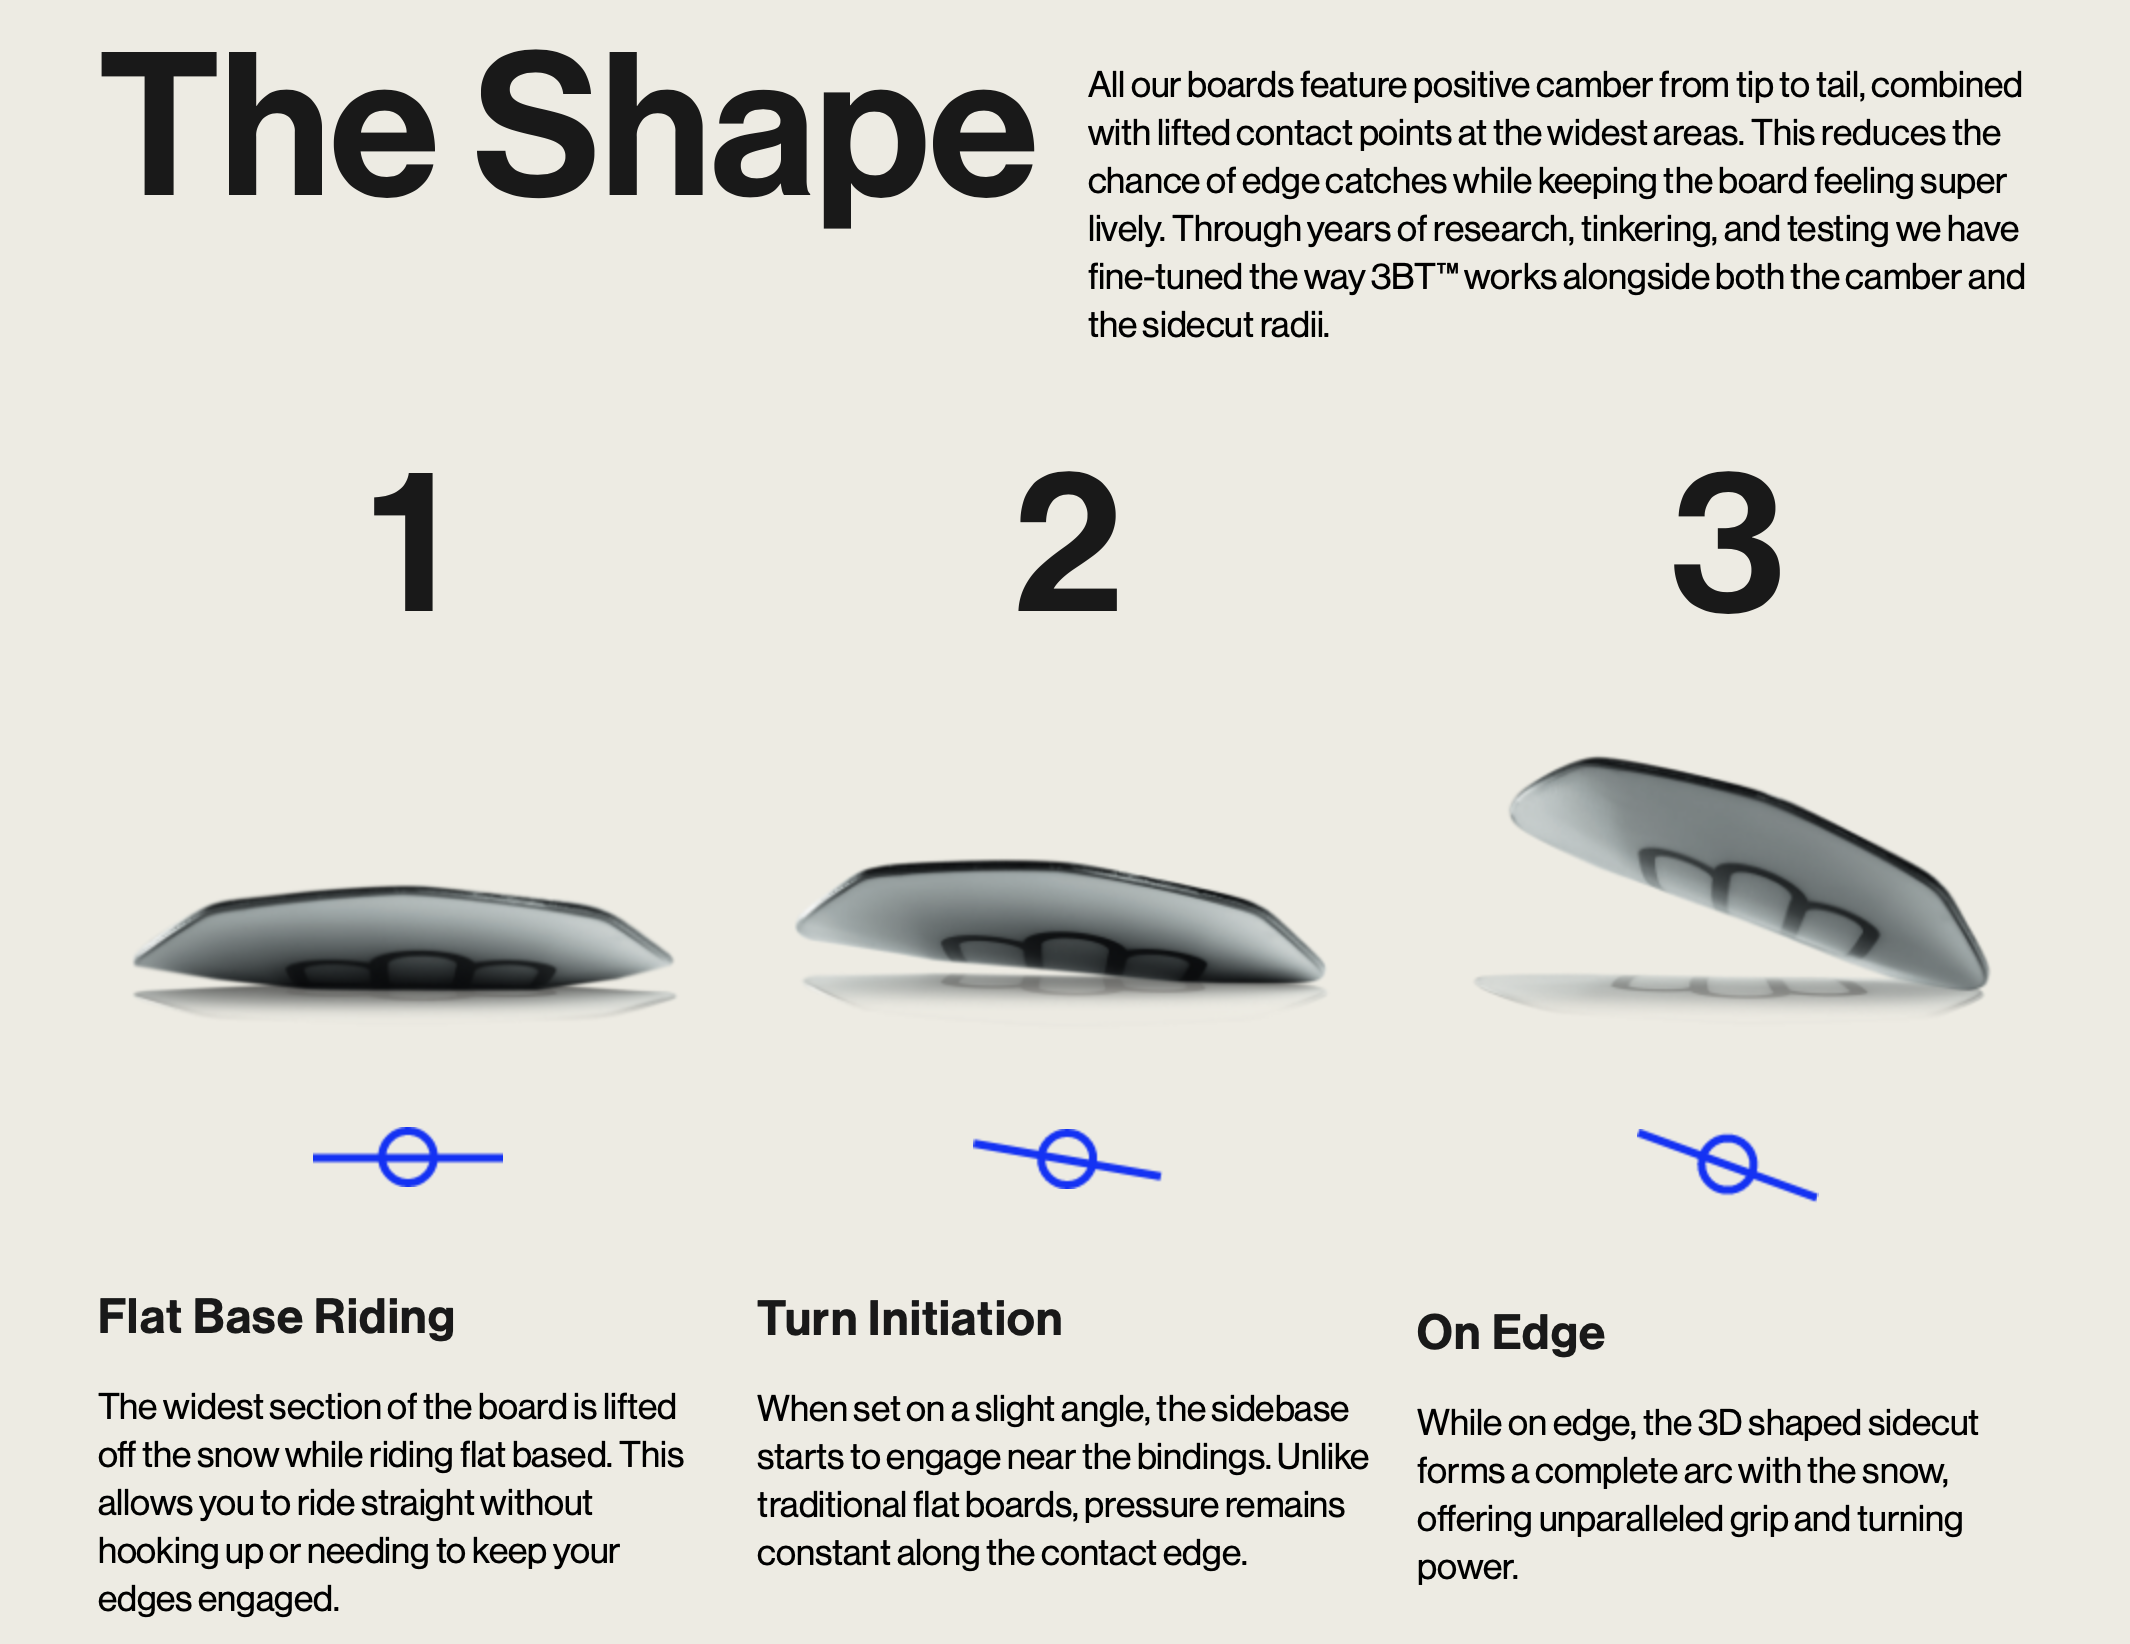 The Shape
All our boards feature positive camber from tip to tail, combined
with lifted contact points at the widest areas. This reduces the
chance of edge catches while keeping the board feeling super
lively. Through years of research, tinkering, and testing we have
fine-tuned the way 3BT™ works alongside both the camber and
the sidecut radii.
1
2
3
Flat Base Riding
The widest section of the board is lifted
off the snow while riding flat based. This
allows you to ride straight without
hooking up or needing to keep your
edges engaged.
Turn Initiation
When set on a slight angle, the sidebase
starts to engage near the bindings. Unlike
traditional flat boards, pressure remains
constant along the contact edge.
On Edge
While on edge, the 3D shaped sidecut
forms a complete arc with the snow,
offering unparalleled grip and turning
power.